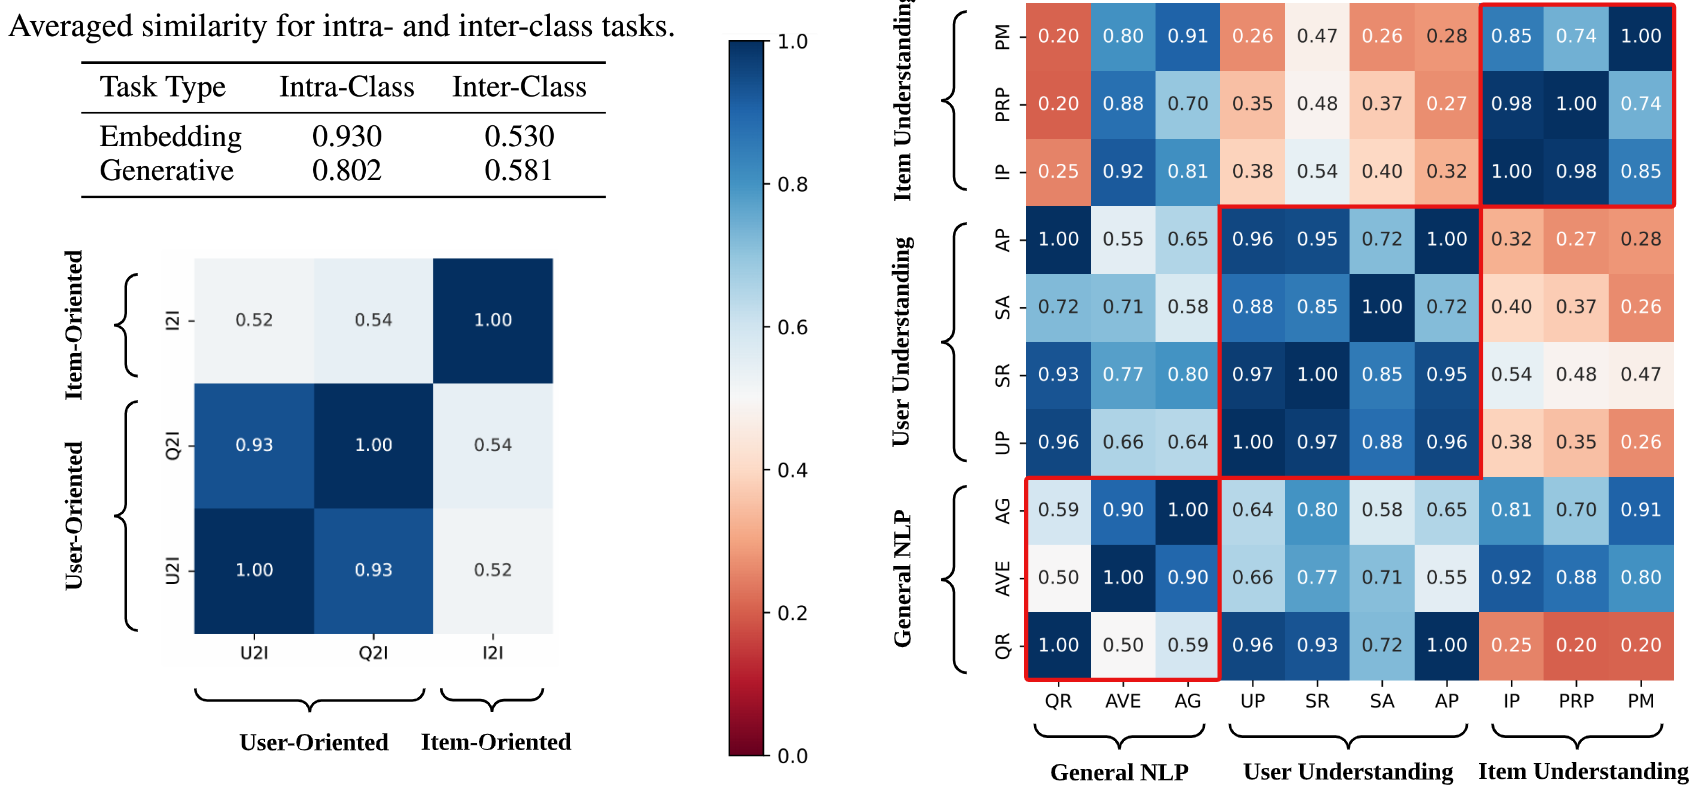 Averaged similarity for intra- and inter-class tasks.
Task Type Intra-Class Inter-Class
Embedding 0.930 0.530
Generative 0.802 0.581
Item-Oriented
User-Oriented
I2I 0.52 0.54 1.00
Q2I 0.93 1.00 0.54
U2I 1.00 0.93 0.52
U2I Q2I I2I
User-Oriented Item-Oriented
1.0
0.8
0.6
0.4
0.2
0.0
Item Understanding
User Understanding
General NLP
PM 0.20 0.80 0.91 0.26 0.47 0.26 0.28 0.85 0.74 1.00
PRP 0.20 0.88 0.70 0.35 0.48 0.37 0.27 0.98 1.00 0.74
IP 0.25 0.92 0.81 0.38 0.54 0.40 0.32 1.00 0.98 0.85
AP 1.00 0.55 0.65 0.96 0.95 0.72 1.00 0.32 0.27 0.28
SA 0.72 0.71 0.58 0.88 0.85 1.00 0.72 0.40 0.37 0.26
SR 0.93 0.77 0.80 0.97 1.00 0.85 0.95 0.54 0.48 0.47
UP 0.96 0.66 0.64 1.00 0.97 0.88 0.96 0.38 0.35 0.26
AG 0.59 0.90 1.00 0.64 0.80 0.58 0.65 0.81 0.70 0.91
AVE 0.50 1.00 0.90 0.66 0.77 0.71 0.55 0.92 0.88 0.80
QR 1.00 0.50 0.59 0.96 0.93 0.72 1.00 0.25 0.20 0.20
QR AVE AG UP SR SA AP IP PRP PM
General NLP User Understanding Item Understanding